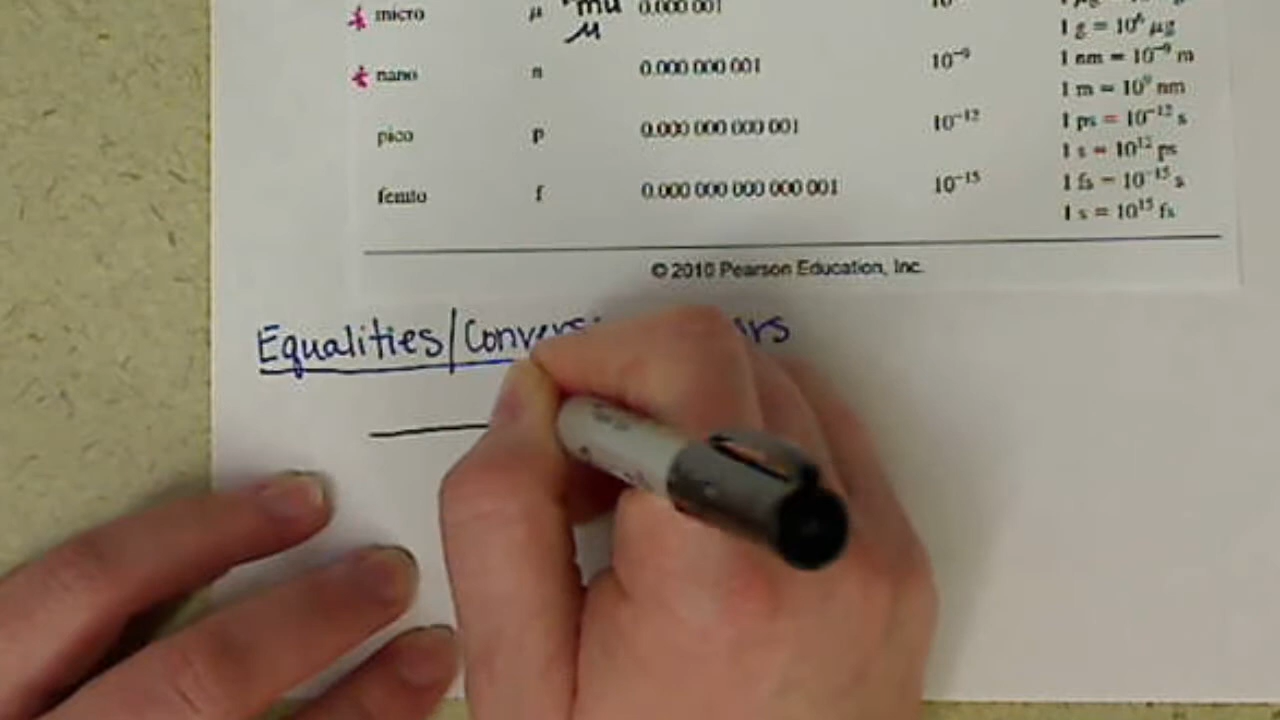 micro μ "mu 0.000 001
μ 1 g = 10⁶ μg
nano n 0.000 000 001 10⁻⁹ 1 nm = 10⁻⁹ m
1 m = 10⁹ nm
pico p 0.000 000 000 001 10⁻¹² 1 ps = 10⁻¹² s
1 s = 10¹² ps
femto f 0.000 000 000 000 001 10⁻¹⁵ 1 fs = 10⁻¹⁵ s
1 s = 10¹⁵ fs
© 2010 Pearson Education, Inc.
Equalities/